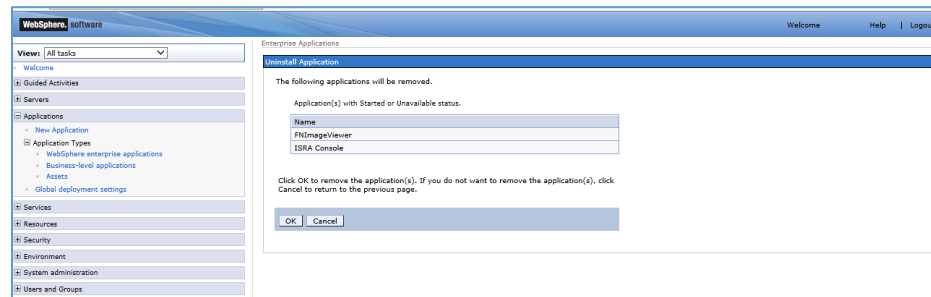 WebSphere. software
Welcome Help | Logou
View: All tasks
Welcome
Guided Activities
Servers
Applications
New Application
Application Types
WebSphere enterprise applications
Business-level applications
Assets
Global deployment settings
Services
Resources
Security
Environment
System administration
Users and Groups
Enterprise Applications
Uninstall Application
The following applications will be removed.
Application(s) with Started or Unavailable status.
Name
FNImageViewer
ISRA Console
Click OK to remove the application(s). If you do not want to remove the application(s), click
Cancel to return to the previous page.
OK Cancel